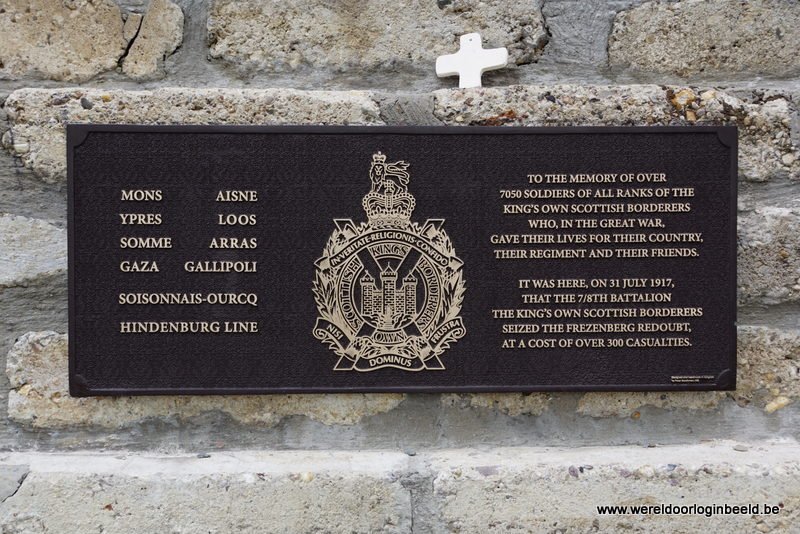 MONS AISNE
YPRES LOOS
SOMME ARRAS
GAZA GALLIPOLI
SOISONNAIS-OURCQ
HINDENBURG LINE
IN VERITATE RELIGIONIS CONFIDO
KING'S OWN SCOTTISH BORDERERS
NISI DOMINUS FRUSTRA
TO THE MEMORY OF OVER
7050 SOLDIERS OF ALL RANKS OF THE
KING'S OWN SCOTTISH BORDERERS
WHO, IN THE GREAT WAR,
GAVE THEIR LIVES FOR THEIR COUNTRY,
THEIR REGIMENT AND THEIR FRIENDS.
IT WAS HERE, ON 31 JULY 1917,
THAT THE 7/8TH BATTALION
THE KING'S OWN SCOTTISH BORDERERS
SEIZED THE FREZENBERG REDOUBT,
AT A COST OF OVER 300 CASUALTIES.
www.wereldoorloginbeeld.be